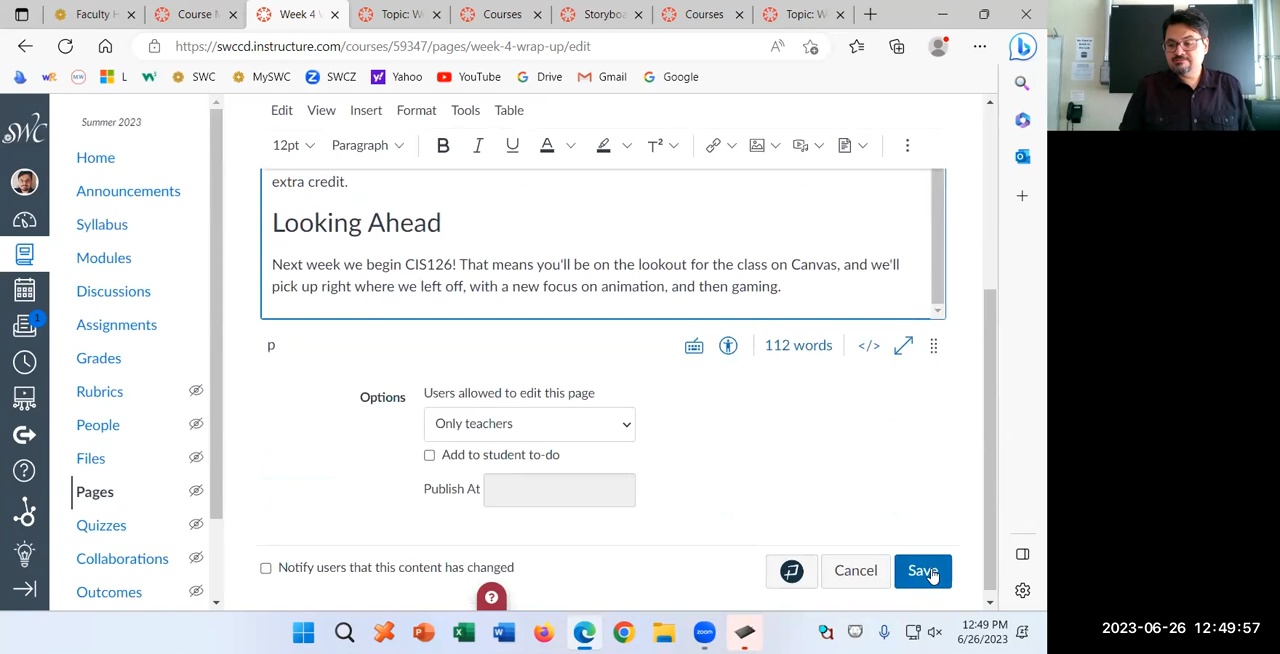 Faculty H
Course M
Week 4 
Topic: W
Courses
Storyboa
Courses
Topic: W
https://swccd.instructure.com/courses/59347/pages/week-4-wrap-up/edit
L
SWC
MySWC
SWCZ
Yahoo
YouTube
Drive
Gmail
Google
SWC
Summer 2023
Home
Announcements
Syllabus
Modules
Discussions
1
Assignments
Grades
Rubrics
People
Files
Pages
Quizzes
Collaborations
Outcomes
Edit View Insert Format Tools Table
12pt Paragraph B I U A T²
extra credit.
Looking Ahead
Next week we begin CIS126! That means you'll be on the lookout for the class on Canvas, and we'll
pick up right where we left off, with a new focus on animation, and then gaming.
p
112 words </>
Options
Users allowed to edit this page
Only teachers
Add to student to-do
Publish At
Notify users that this content has changed
Cancel
Save
zoom
12:49 PM
6/26/2023
2023-06-26 12:49:57